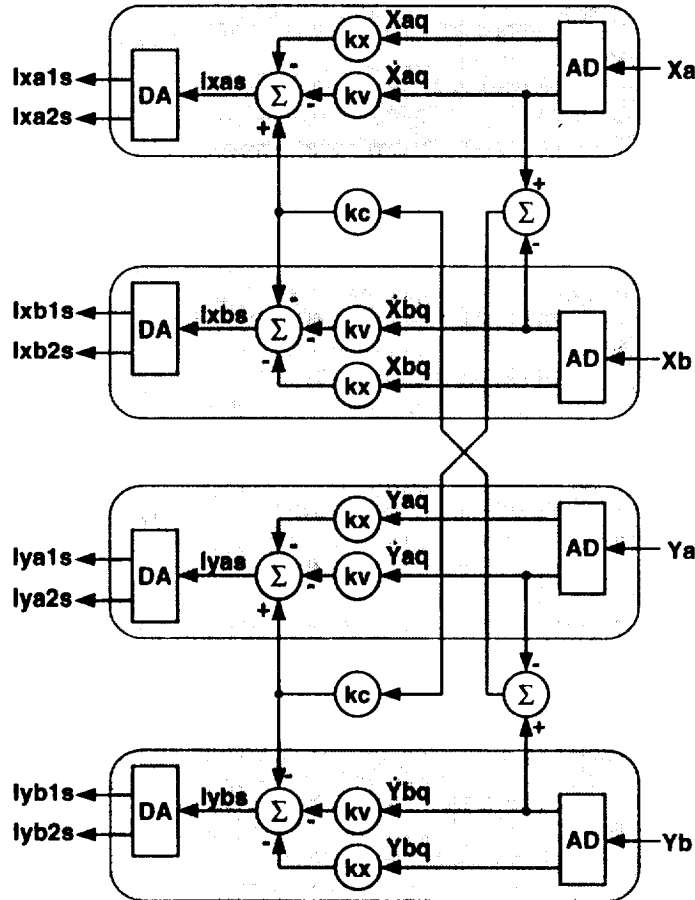 kx
Ẋaq
Ixa1s
DA
Ixas
-
Σ
-
+
kv
Ẋaq
AD
Xa
Ixa2s
kc
+
Σ
-
Ixb1s
DA
Ixbs
-
Σ
-
-
kv
Ẋbq
AD
Xb
Ixb2s
kx
Xbq
kx
Yaq
Iya1s
DA
Iyas
-
Σ
-
+
kv
Ẏaq
AD
Ya
Iya2s
kc
-
Σ
+
Iyb1s
DA
Iybs
-
Σ
-
-
kv
Ẏbq
AD
Yb
Iyb2s
kx
Ybq